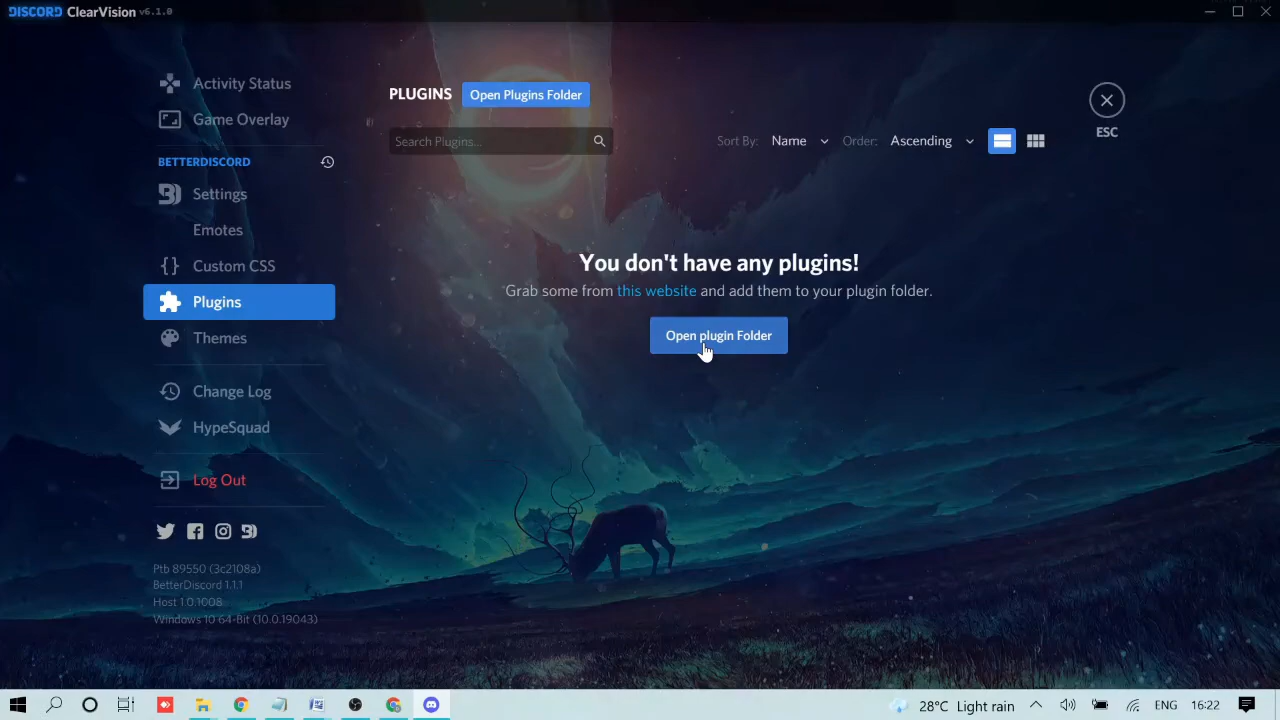 DISCORD ClearVision v6.1.0
Activity Status
Game Overlay
BETTERDISCORD
Settings
Emotes
Custom CSS
Plugins
Themes
Change Log
HypeSquad
Log Out
Ptb 89550 (3c2108a)
BetterDiscord 1.1.1
Host 1.0.1008
Windows 10 64-Bit (10.0.19043)
PLUGINS Open Plugins Folder
Search Plugins... Sort By: Name Order: Ascending
ESC
You don't have any plugins!
Grab some from this website and add them to your plugin folder.
Open plugin Folder
28°C Light rain ENG 16:22